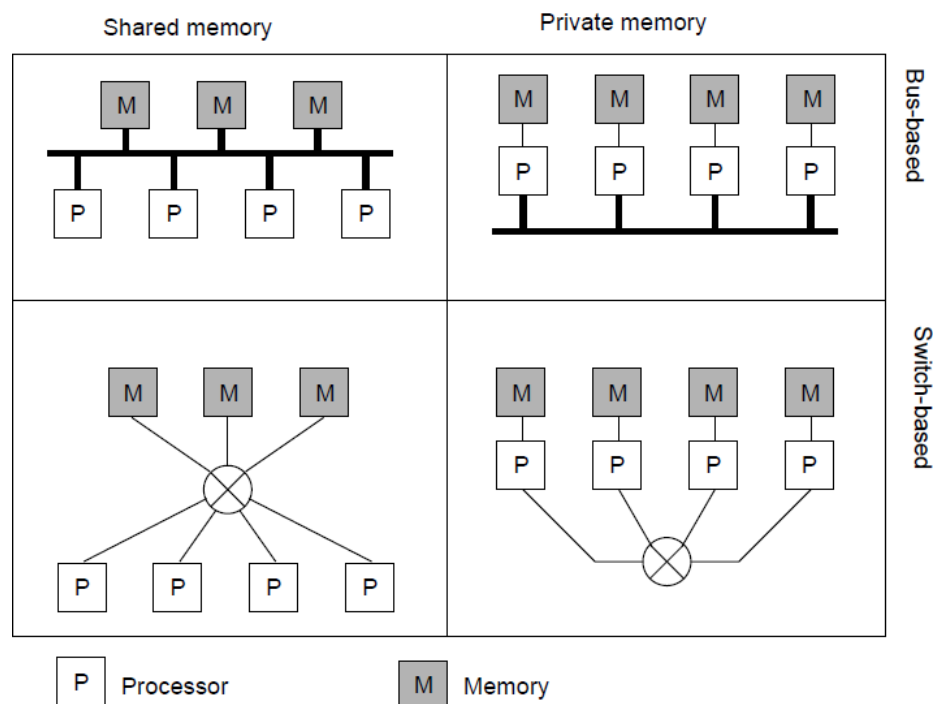 Shared memory
Private memory
M M M
P P P P
M M M M
P P P P
Bus-based
M M M
P P P P
M M M M
P P P P
Switch-based
P Processor
M Memory